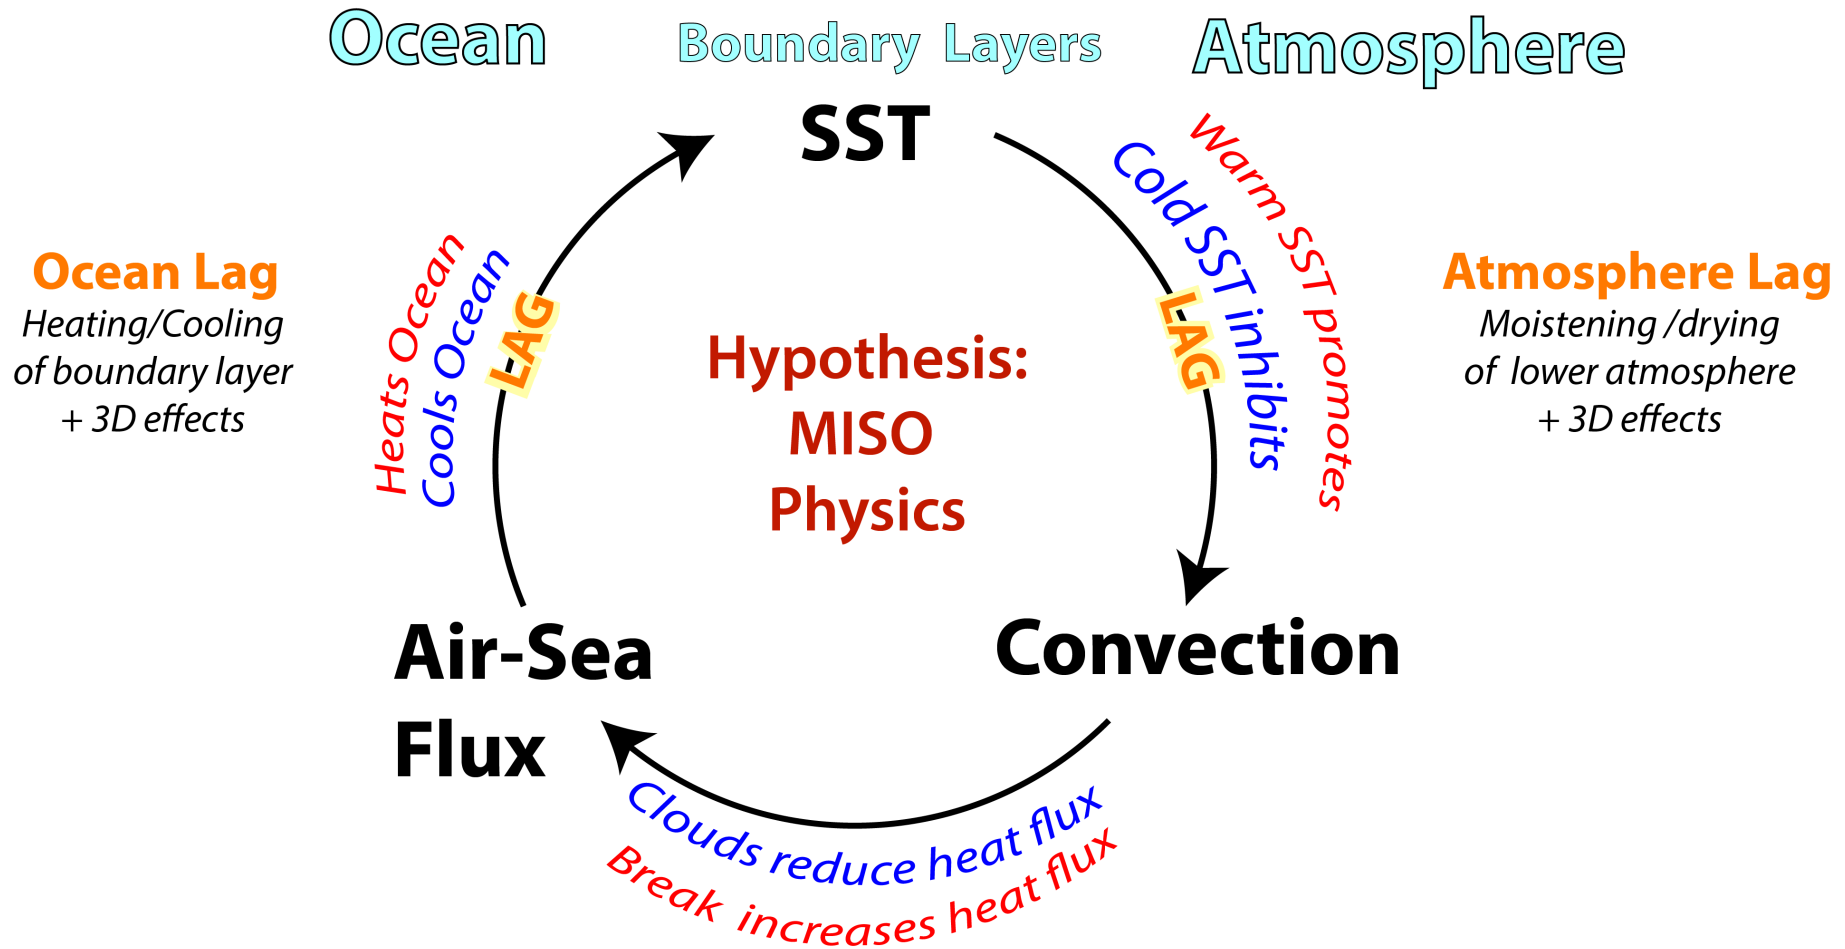 Ocean
Boundary Layers
Atmosphere
SST
Warm SST promotes
Cold SST inhibits
LAG
Atmosphere Lag
Moistening /drying
of lower atmosphere
+ 3D effects
Convection
Clouds reduce heat flux
Break increases heat flux
Air-Sea
Flux
Heats Ocean
Cools Ocean
LAG
Ocean Lag
Heating/Cooling
of boundary layer
+ 3D effects
Hypothesis:
MISO
Physics